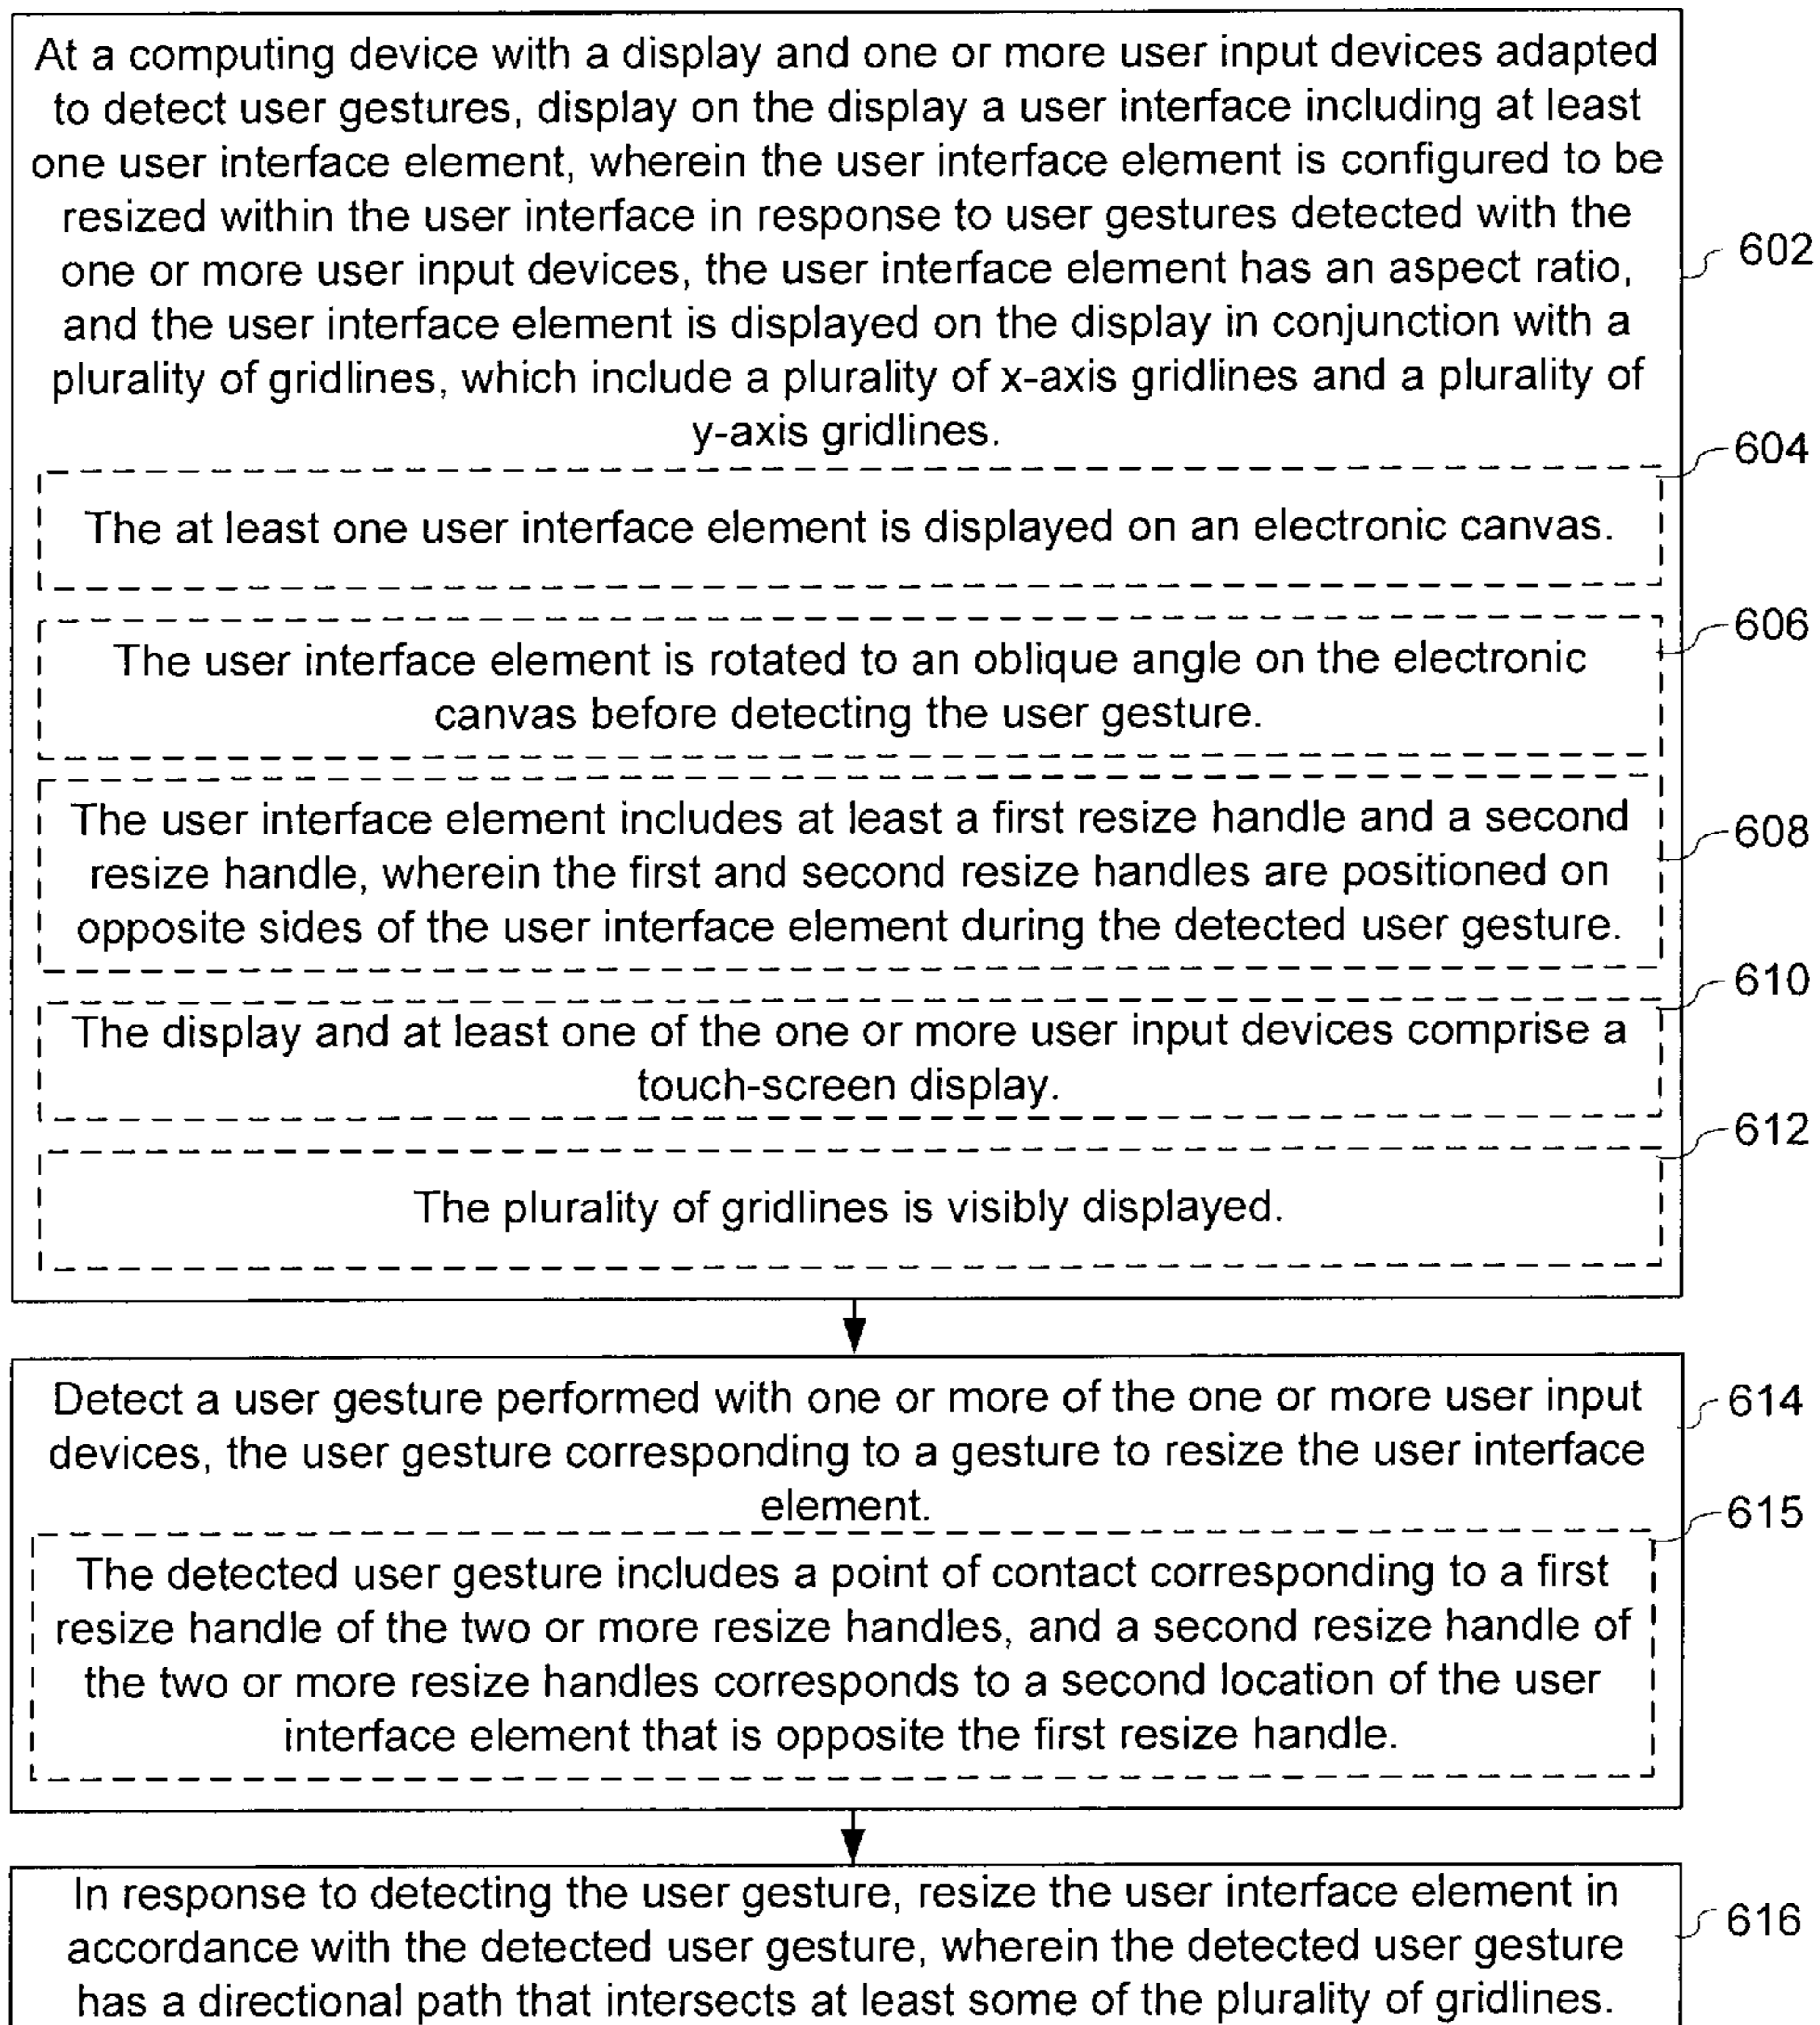 At a computing device with a display and one or more user input devices adapted
to detect user gestures, display on the display a user interface including at least
one user interface element, wherein the user interface element is configured to be
resized within the user interface in response to user gestures detected with the
one or more user input devices, the user interface element has an aspect ratio,
and the user interface element is displayed on the display in conjunction with a
plurality of gridlines, which include a plurality of x-axis gridlines and a plurality of
y-axis gridlines.
602
604
The at least one user interface element is displayed on an electronic canvas.
606
The user interface element is rotated to an oblique angle on the electronic
canvas before detecting the user gesture.
The user interface element includes at least a first resize handle and a second
resize handle, wherein the first and second resize handles are positioned on
opposite sides of the user interface element during the detected user gesture.
608
610
The display and at least one of the one or more user input devices comprise a
touch-screen display.
612
The plurality of gridlines is visibly displayed.
Detect a user gesture performed with one or more of the one or more user input
devices, the user gesture corresponding to a gesture to resize the user interface
element.
614
615
The detected user gesture includes a point of contact corresponding to a first
resize handle of the two or more resize handles, and a second resize handle of
the two or more resize handles corresponds to a second location of the user
interface element that is opposite the first resize handle.
In response to detecting the user gesture, resize the user interface element in
accordance with the detected user gesture, wherein the detected user gesture
has a directional path that intersects at least some of the plurality of gridlines.
616